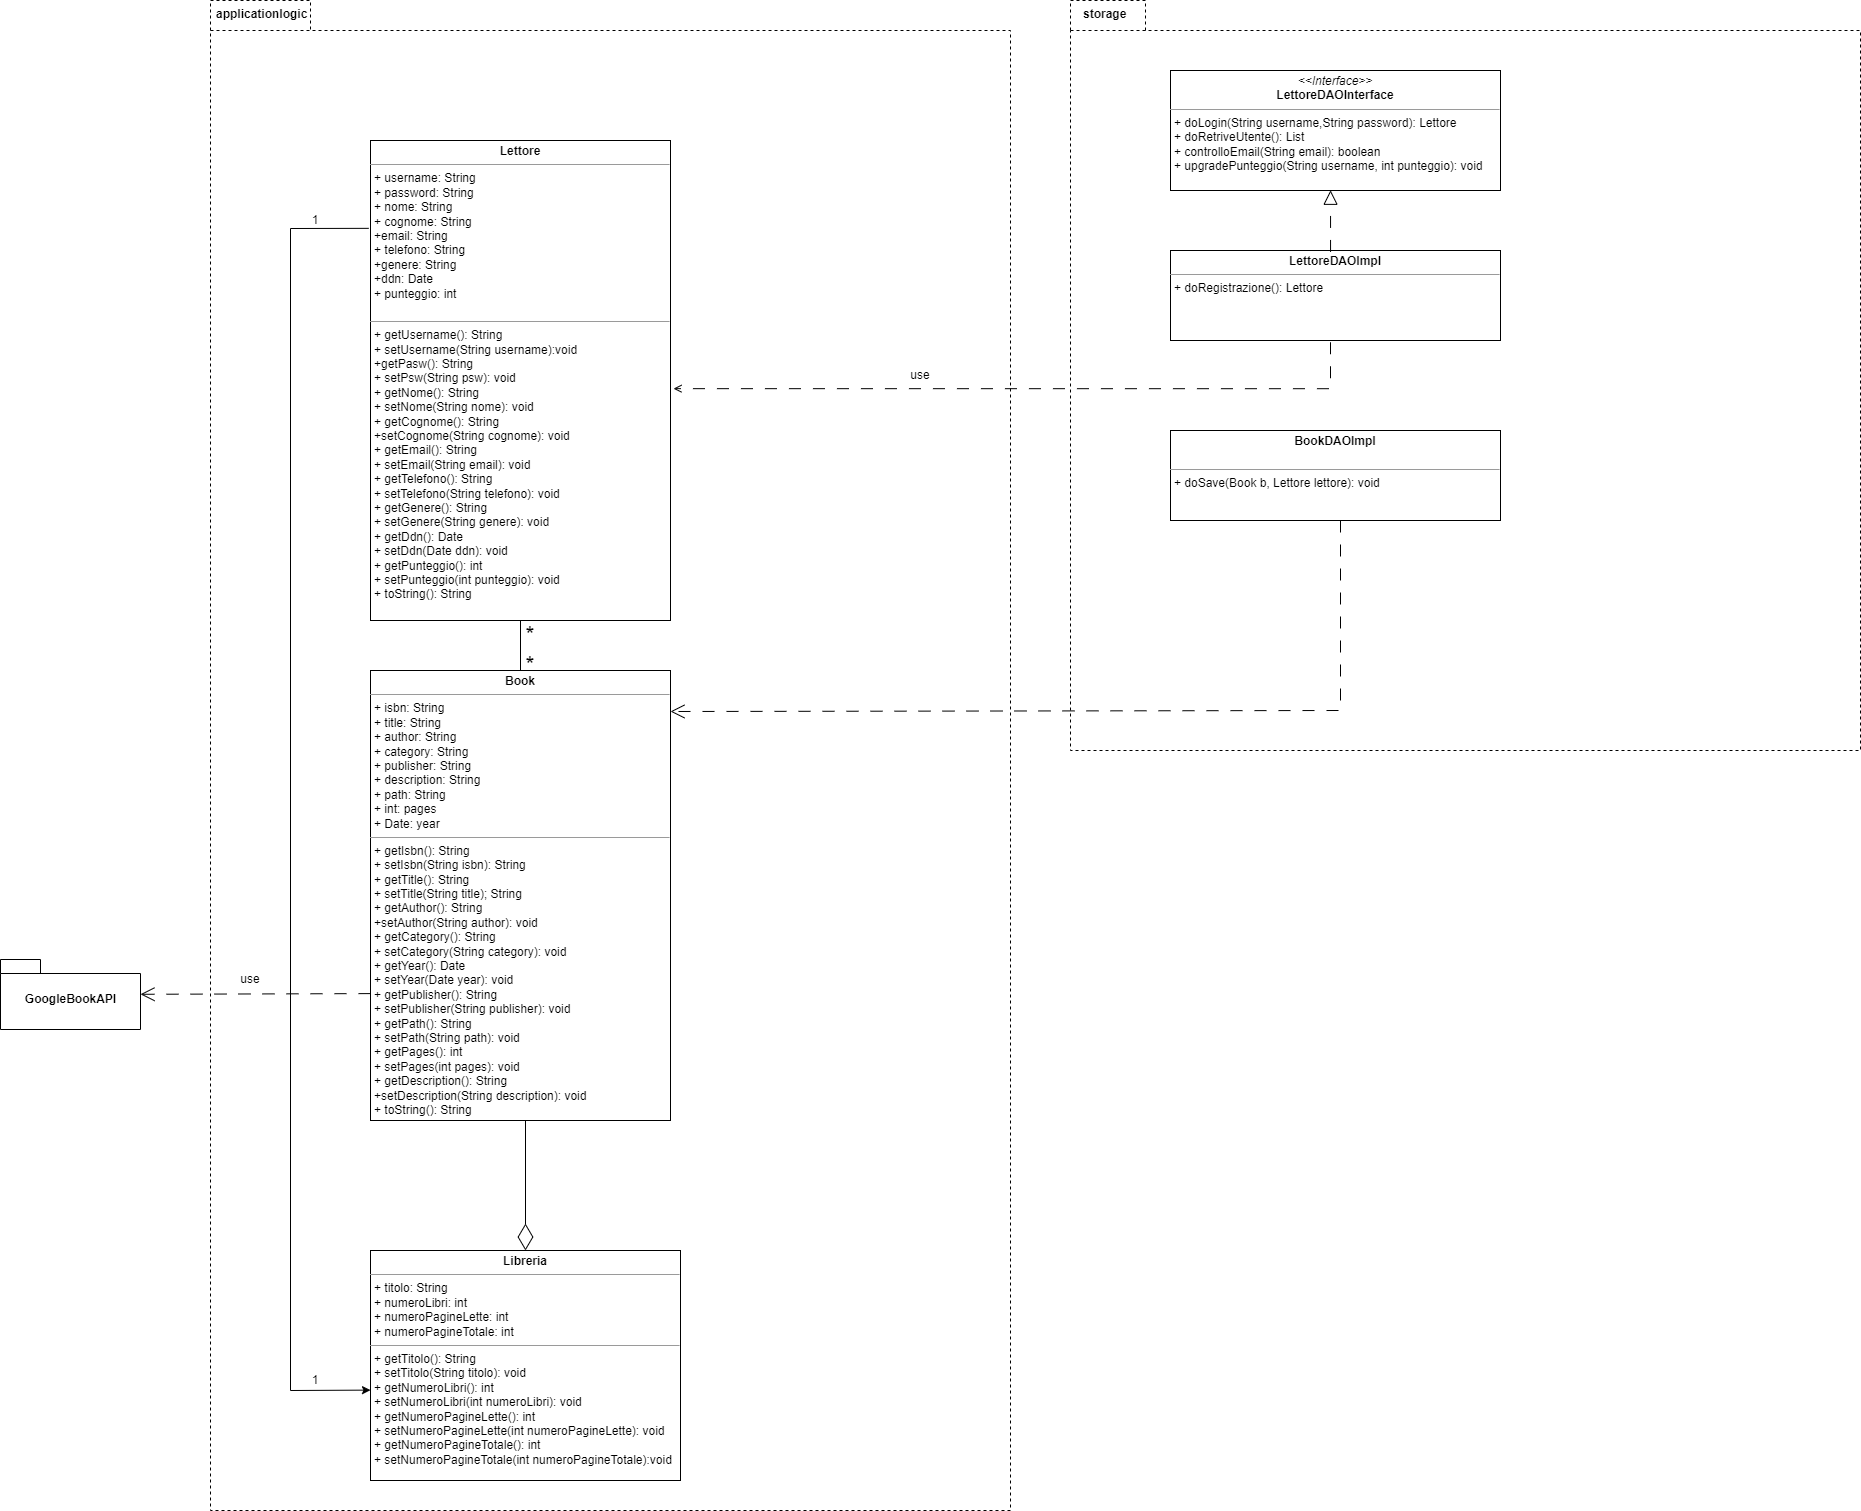 applicationlogic
storage
<<Interface>>
LettoreDAOInterface
+ doLogin(String username,String password): Lettore
+ doRetriveUtente(): List
+ controlloEmail(String email): boolean
+ upgradePunteggio(String username, int punteggio): void
LettoreDAOImpl
+ doRegistrazione(): Lettore
use
BookDAOImpl
+ doSave(Book b, Lettore lettore): void
Lettore
+ username: String
+ password: String
+ nome: String
+ cognome: String
+email: String
+ telefono: String
+genere: String
+ddn: Date
+ punteggio: int
+ getUsername(): String
+ setUsername(String username):void
+getPasw(): String
+ setPsw(String psw): void
+ getNome(): String
+ setNome(String nome): void
+ getCognome(): String
+setCognome(String cognome): void
+ getEmail(): String
+ setEmail(String email): void
+ getTelefono(): String
+ setTelefono(String telefono): void
+ getGenere(): String
+ setGenere(String genere): void
+ getDdn(): Date
+ setDdn(Date ddn): void
+ getPunteggio(): int
+ setPunteggio(int punteggio): void
+ toString(): String
1
*
*
Book
+ isbn: String
+ title: String
+ author: String
+ category: String
+ publisher: String
+ description: String
+ path: String
+ int: pages
+ Date: year
+ getIsbn(): String
+ setIsbn(String isbn): String
+ getTitle(): String
+ setTitle(String title); String
+ getAuthor(): String
+setAuthor(String author): void
+ getCategory(): String
+ setCategory(String category): void
+ getYear(): Date
+ setYear(Date year): void
+ getPublisher(): String
+ setPublisher(String publisher): void
+ getPath(): String
+ setPath(String path): void
+ getPages(): int
+ setPages(int pages): void
+ getDescription(): String
+setDescription(String description): void
+ toString(): String
use
GoogleBookAPI
Libreria
+ titolo: String
+ numeroLibri: int
+ numeroPagineLette: int
+ numeroPagineTotale: int
+ getTitolo(): String
+ setTitolo(String titolo): void
+ getNumeroLibri(): int
+ setNumeroLibri(int numeroLibri): void
+ getNumeroPagineLette(): int
+ setNumeroPagineLette(int numeroPagineLette): void
+ getNumeroPagineTotale(): int
+ setNumeroPagineTotale(int numeroPagineTotale):void
1